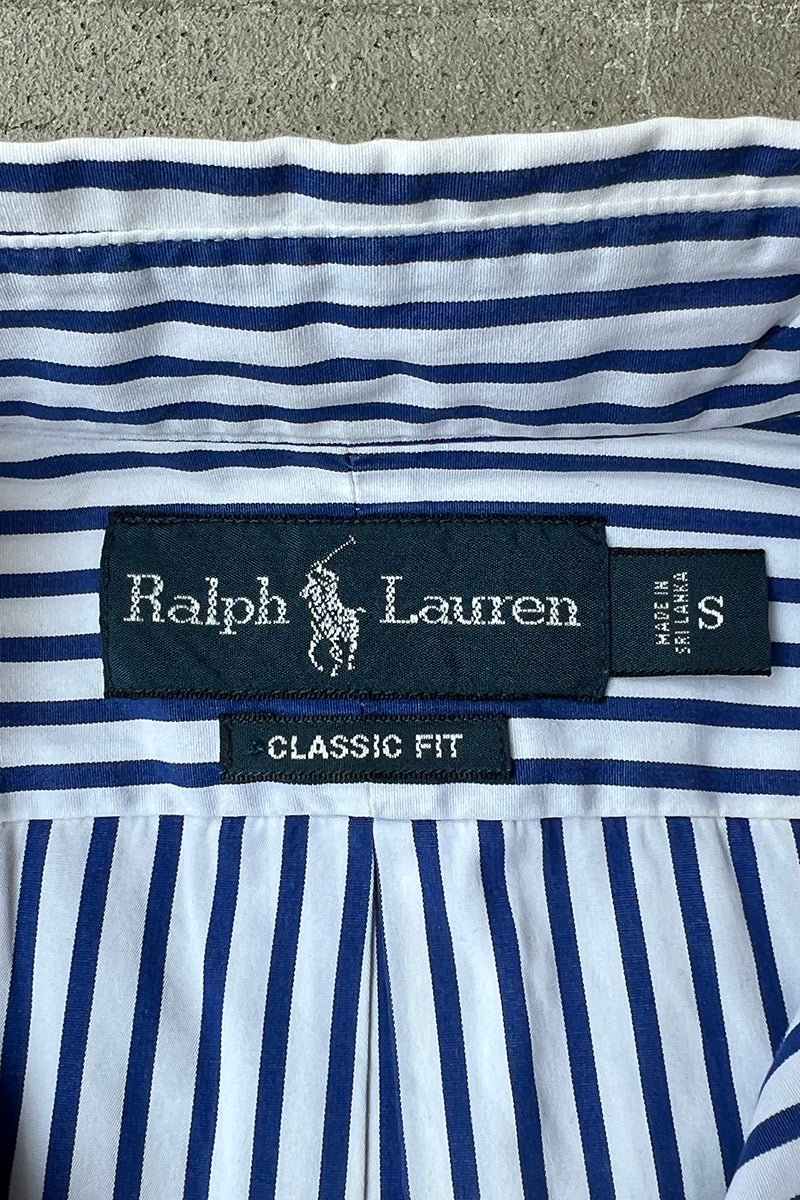 Ralph Lauren
MADE IN
SRI LANKA
S
CLASSIC FIT